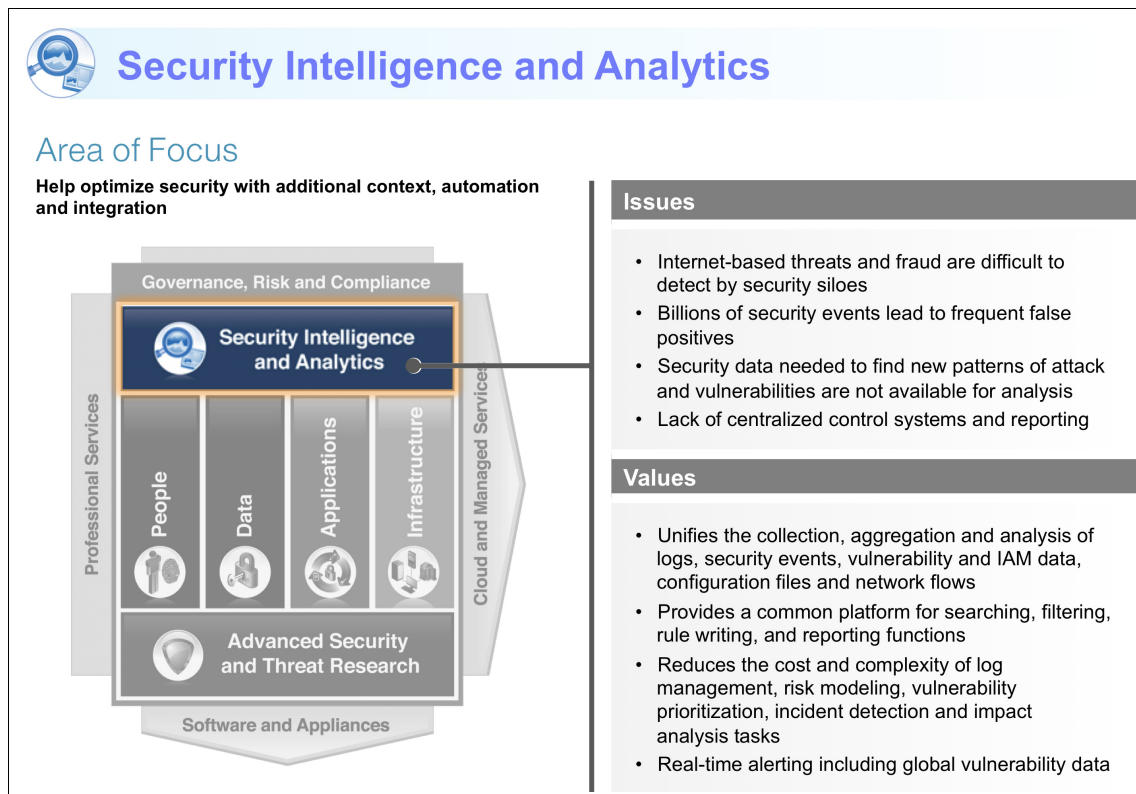 Security Intelligence and Analytics
Area of Focus
Help optimize security with additional context, automation
and integration
Governance, Risk and Compliance
Security Intelligence
and Analytics
Professional Services
People
Data
Applications
Infrastructure
Cloud and Managed Services
Advanced Security
and Threat Research
Software and Appliances
Issues
• Internet-based threats and fraud are difficult to
detect by security siloes
• Billions of security events lead to frequent false
positives
• Security data needed to find new patterns of attack
and vulnerabilities are not available for analysis
• Lack of centralized control systems and reporting
Values
• Unifies the collection, aggregation and analysis of
logs, security events, vulnerability and IAM data,
configuration files and network flows
• Provides a common platform for searching, filtering,
rule writing, and reporting functions
• Reduces the cost and complexity of log
management, risk modeling, vulnerability
prioritization, incident detection and impact
analysis tasks
• Real-time alerting including global vulnerability data